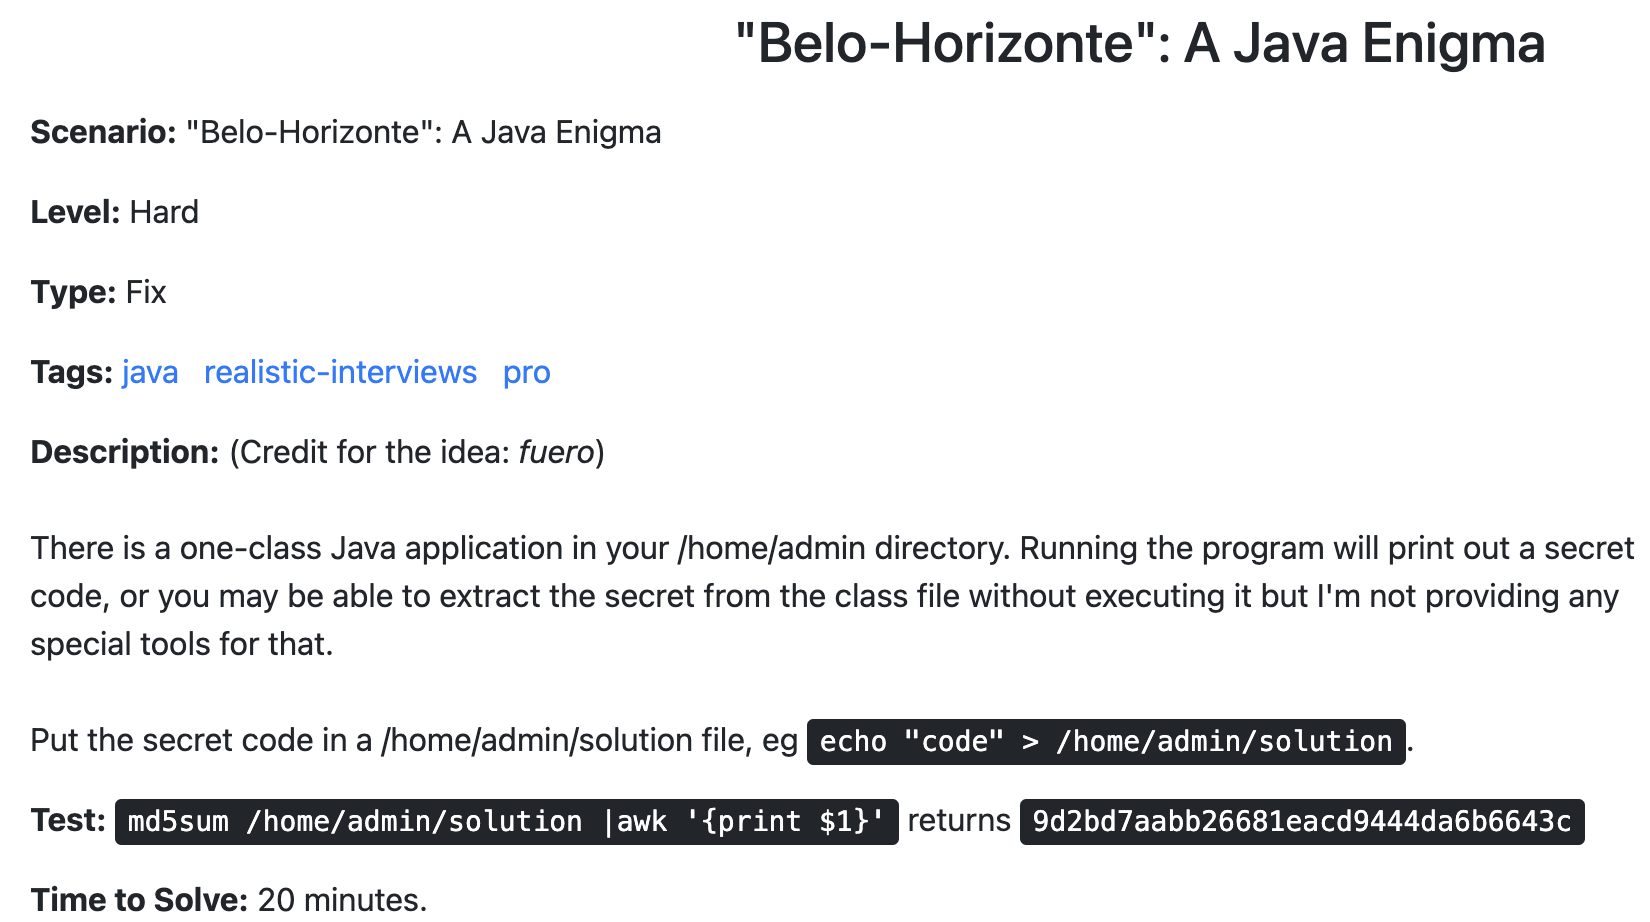 "Belo-Horizonte": A Java Enigma
Scenario: "Belo-Horizonte": A Java Enigma
Level: Hard
Type: Fix
Tags: java realistic-interviews pro
Description: (Credit for the idea: fuero)
There is a one-class Java application in your /home/admin directory. Running the program will print out a secret
code, or you may be able to extract the secret from the class file without executing it but I'm not providing any
special tools for that.
Put the secret code in a /home/admin/solution file, eg echo "code" > /home/admin/solution.
Test: md5sum /home/admin/solution |awk '{print $1}' returns 9d2bd7aabb26681eacd9444da6b6643c
Time to Solve: 20 minutes.